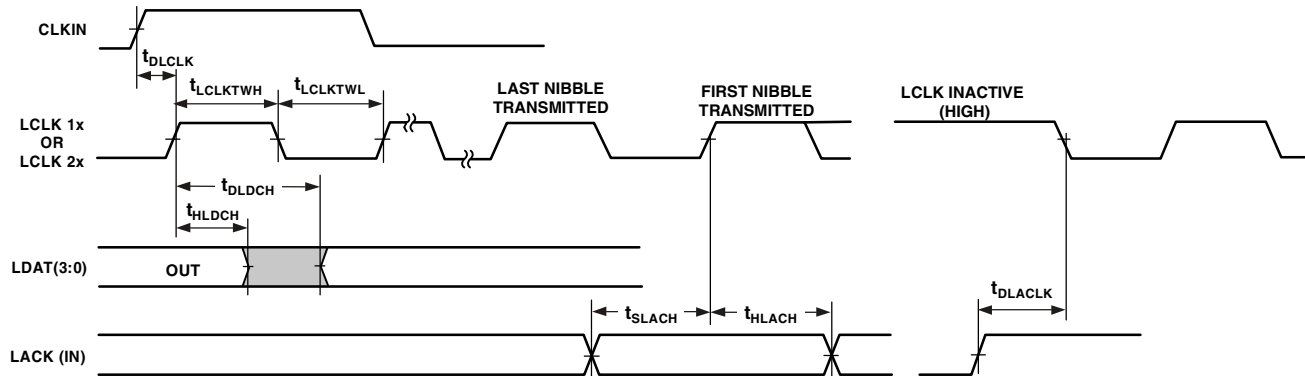 CLKIN
tDLCLK
tLCLKTWH
tLCLKTWL
LAST NIBBLE
TRANSMITTED
FIRST NIBBLE
TRANSMITTED
LCLK INACTIVE
(HIGH)
LCLK 1x
OR
LCLK 2x
tDLDCH
tHLDCH
LDAT(3:0)
OUT
tSLACH
tHLACH
tDLACLK
LACK (IN)